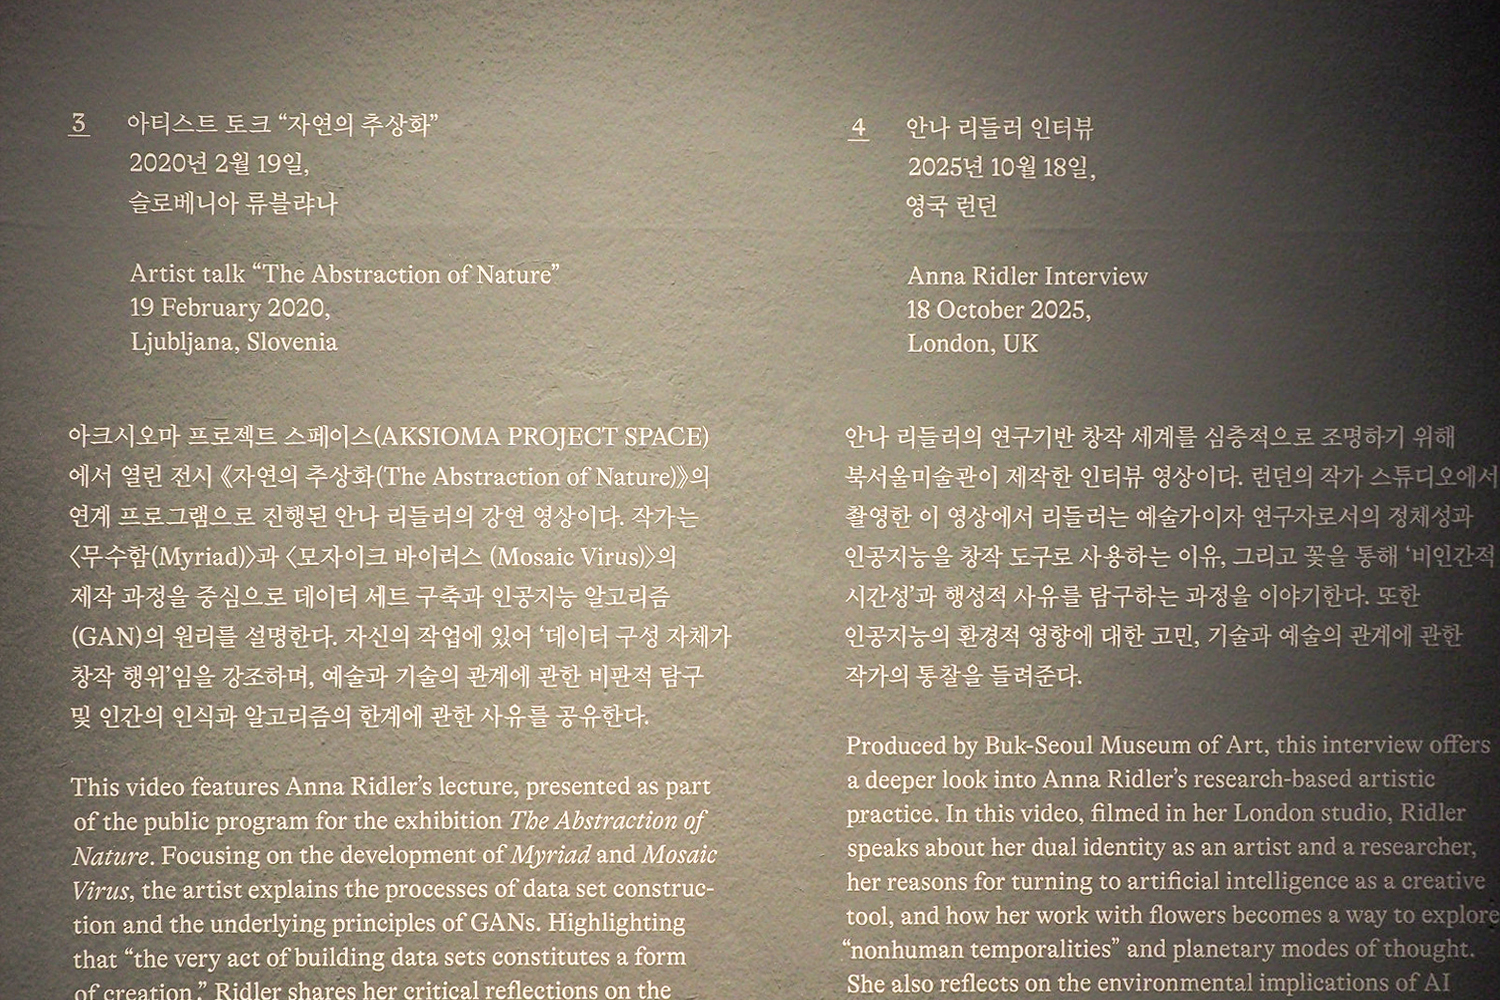 3
아티스트 토크 “자연의 추상화”
2020년 2월 19일,
슬로베니아 류블랴나
Artist talk “The Abstraction of Nature”
19 February 2020,
Ljubljana, Slovenia
아크시오마 프로젝트 스페이스(AKSIOMA PROJECT SPACE)
에서 열린 전시 《자연의 추상화(The Abstraction of Nature)》의
연계 프로그램으로 진행된 안나 리들러의 강연 영상이다. 작가는
〈무수함(Myriad)〉과 〈모자이크 바이러스 (Mosaic Virus)〉의
제작 과정을 중심으로 데이터 세트 구축과 인공지능 알고리즘
(GAN)의 원리를 설명한다. 자신의 작업에 있어 ‘데이터 구성 자체가
창작 행위’임을 강조하며, 예술과 기술의 관계에 관한 비판적 탐구
및 인간의 인식과 알고리즘의 한계에 관한 사유를 공유한다.
This video features Anna Ridler’s lecture, presented as part
of the public program for the exhibition The Abstraction of
Nature. Focusing on the development of Myriad and Mosaic
Virus, the artist explains the processes of data set construc-
tion and the underlying principles of GANs. Highlighting
that “the very act of building data sets constitutes a form
of creation,” Ridler shares her critical reflections on the
4
안나 리들러 인터뷰
2025년 10월 18일,
영국 런던
Anna Ridler Interview
18 October 2025,
London, UK
안나 리들러의 연구기반 창작 세계를 심층적으로 조명하기 위해
북서울미술관이 제작한 인터뷰 영상이다. 런던의 작가 스튜디오에서
촬영한 이 영상에서 리들러는 예술가이자 연구자로서의 정체성과
인공지능을 창작 도구로 사용하는 이유, 그리고 꽃을 통해 ‘비인간적
시간성’과 행성적 사유를 탐구하는 과정을 이야기한다. 또한
인공지능의 환경적 영향에 대한 고민, 기술과 예술의 관계에 관한
작가의 통찰을 들려준다.
Produced by Buk-Seoul Museum of Art, this interview offers
a deeper look into Anna Ridler’s research-based artistic
practice. In this video, filmed in her London studio, Ridler
speaks about her dual identity as an artist and a researcher,
her reasons for turning to artificial intelligence as a creative
tool, and how her work with flowers becomes a way to explore
“nonhuman temporalities” and planetary modes of thought.
She also reflects on the environmental implications of AI